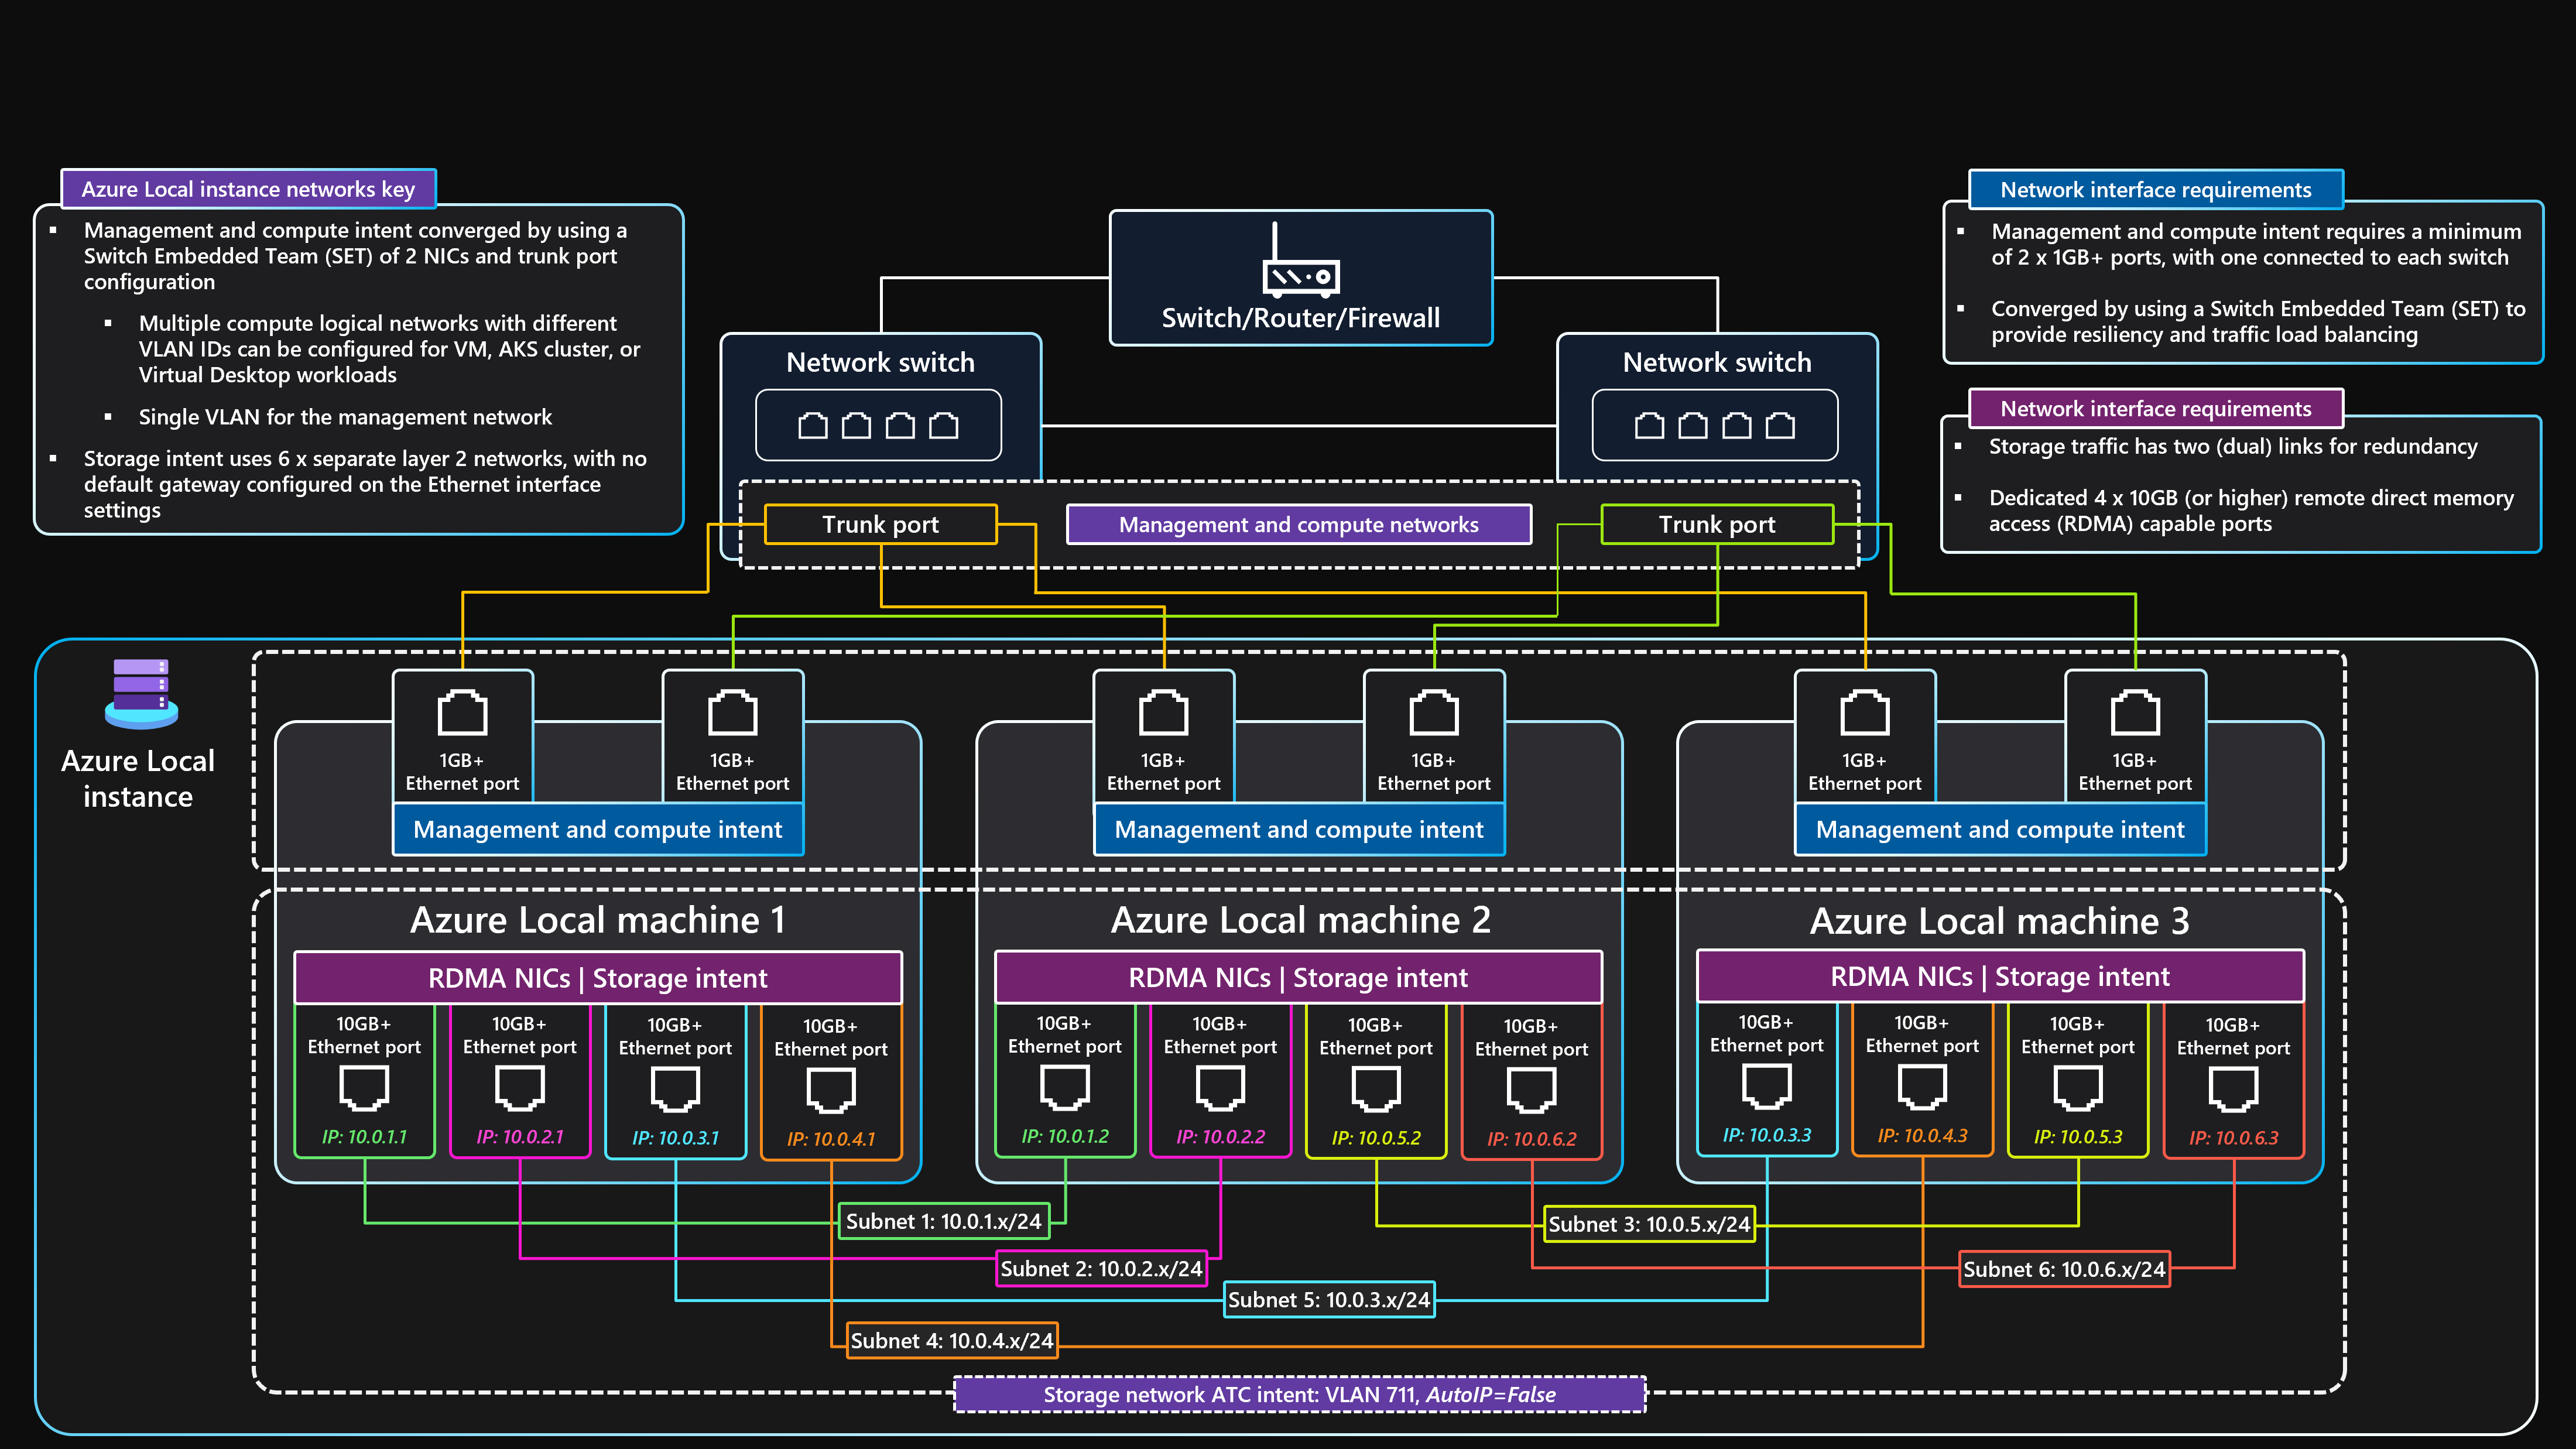 Azure Local instance networks key
▪ Management and compute intent converged by using a
Switch Embedded Team (SET) of 2 NICs and trunk port
configuration
▪ Multiple compute logical networks with different
VLAN IDs can be configured for VM, AKS cluster, or
Virtual Desktop workloads
▪ Single VLAN for the management network
▪ Storage intent uses 6 x separate layer 2 networks, with no
default gateway configured on the Ethernet interface
settings
Switch/Router/Firewall
Network switch
Network switch
Trunk port
Management and compute networks
Trunk port
Network interface requirements
▪ Management and compute intent requires a minimum
of 2 x 1GB+ ports, with one connected to each switch
▪ Converged by using a Switch Embedded Team (SET) to
provide resiliency and traffic load balancing
Network interface requirements
▪ Storage traffic has two (dual) links for redundancy
▪ Dedicated 4 x 10GB (or higher) remote direct memory
access (RDMA) capable ports
Azure Local
instance
1GB+
Ethernet port
1GB+
Ethernet port
Management and compute intent
1GB+
Ethernet port
1GB+
Ethernet port
Management and compute intent
1GB+
Ethernet port
1GB+
Ethernet port
Management and compute intent
Azure Local machine 1
RDMA NICs | Storage intent
10GB+
Ethernet port
IP: 10.0.1.1
10GB+
Ethernet port
IP: 10.0.2.1
10GB+
Ethernet port
IP: 10.0.3.1
10GB+
Ethernet port
IP: 10.0.4.1
Azure Local machine 2
RDMA NICs | Storage intent
10GB+
Ethernet port
IP: 10.0.1.2
10GB+
Ethernet port
IP: 10.0.2.2
10GB+
Ethernet port
IP: 10.0.5.2
10GB+
Ethernet port
IP: 10.0.6.2
Azure Local machine 3
RDMA NICs | Storage intent
10GB+
Ethernet port
IP: 10.0.3.3
10GB+
Ethernet port
IP: 10.0.4.3
10GB+
Ethernet port
IP: 10.0.5.3
10GB+
Ethernet port
IP: 10.0.6.3
Subnet 1: 10.0.1.x/24
Subnet 3: 10.0.5.x/24
Subnet 2: 10.0.2.x/24
Subnet 6: 10.0.6.x/24
Subnet 5: 10.0.3.x/24
Subnet 4: 10.0.4.x/24
Storage network ATC intent: VLAN 711, AutoIP=False